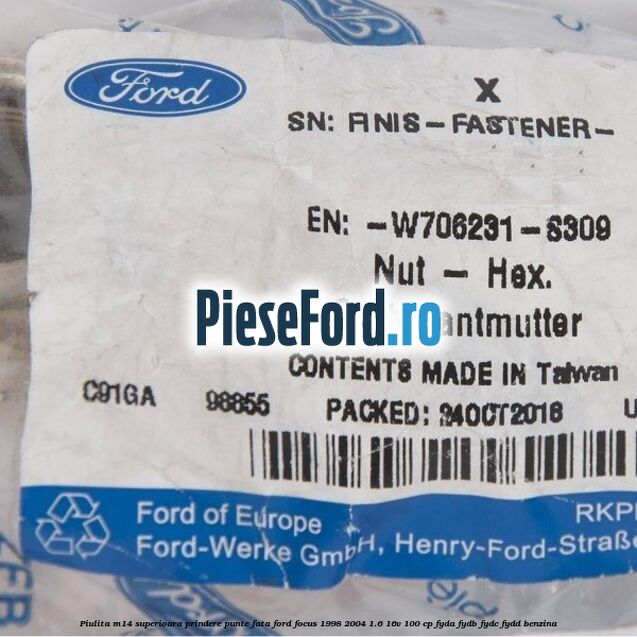 Ford
X
SN: FINIS-FASTENER-
EN: -W706231-S309
Nut - Hex.
PieseFord.ro
antmutter
CONTENTS MADE IN Taiwan
C91GA 98855 PACKED: 24OCT2018 U
Ford of Europe RKP
Ford-Werke GmbH, Henry-Ford-Straße
Piulita m14 superioara prindere punte fata ford focus 1998 2004 1.6 16v 100 cp fyda fydb fydc fydd benzina